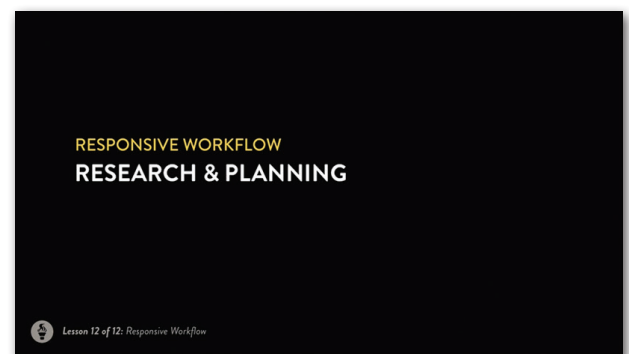 RESPONSIVE WORKFLOW
RESEARCH & PLANNING
Lesson 12 of 12: Responsive Workflow